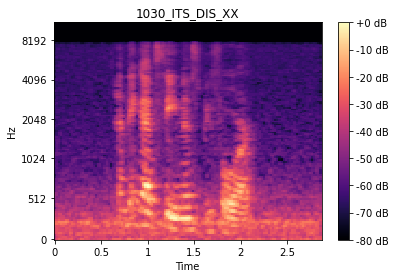 1030_ITS_DIS_XX
+0 dB
8192
-10 dB
4096
-20 dB
-30 dB
2048
Hz
-40 dB
1024
-50 dB
512
-60 dB
-70 dB
0
-80 dB
0 0.5 1 1.5 2 2.5
Time